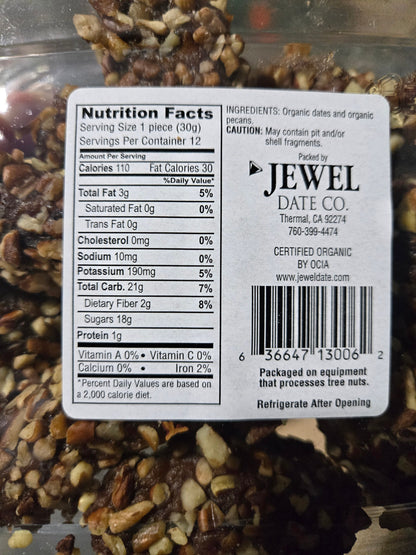 Nutrition Facts
Serving Size 1 piece (30g)
Servings Per Container 12
Amount Per Serving
Calories 110 Fat Calories 30
%Daily Value*
Total Fat 3g 5%
Saturated Fat 0g 0%
Trans Fat 0g
Cholesterol 0mg 0%
Sodium 10mg 0%
Potassium 190mg 5%
Total Carb. 21g 7%
Dietary Fiber 2g 8%
Sugars 18g
Protein 1g
Vitamin A 0% • Vitamin C 0%
Calcium 0% • Iron 2%
*Percent Daily Values are based on
a 2,000 calorie diet.
INGREDIENTS: Organic dates and organic
pecans.
CAUTION: May contain pit and/or
shell fragments.
Packed by
JEWEL
DATE CO.
Thermal, CA 92274
760-399-4474
CERTIFIED ORGANIC
BY OCIA
www.jeweldate.com
6 36647 13006 2
Packaged on equipment
that processes tree nuts.
Refrigerate After Opening